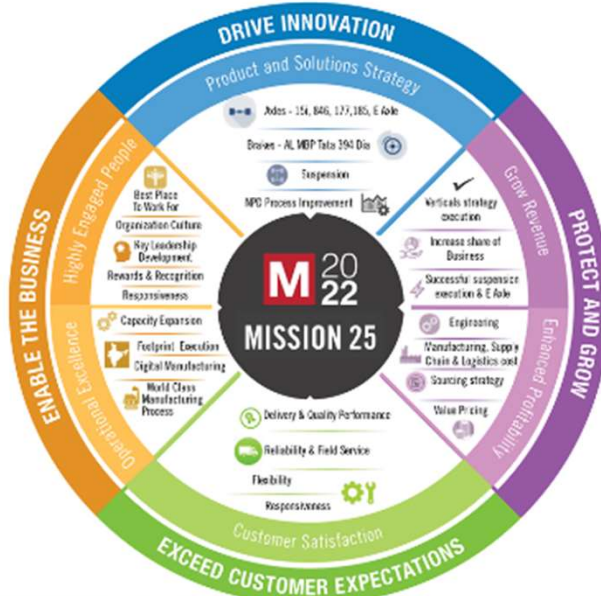 DRIVE INNOVATION
Product and Solutions Strategy
Axles - 15i, 846, 177,185, E Axle
Brakes - AL MBP Tata 394 Dia
Suspension
NPD Process Improvement
PROTECT AND GROW
Grow Revenue
Verticals strategy
execution
Increase share of
Business
Successful suspension
execution & E Axle
Enhanced Profitability
Engineering
Manufacturing, Supply
Chain & Logistics cost
Sourcing strategy
Value Pricing
EXCEED CUSTOMER EXPECTATIONS
Customer Satisfaction
Delivery & Quality Performance
Reliability & Field Service
Flexibility
Responsiveness
ENABLE THE BUSINESS
Highly Engaged People
Best Place
To Work For
Organization Culture
Key Leadership
Development
Rewards & Recognition
Responsiveness
Operational Excellence
Capacity Expansion
Footprint Execution
Digital Manufacturing
World Class
Manufacturing
Process
M 20
22
MISSION 25